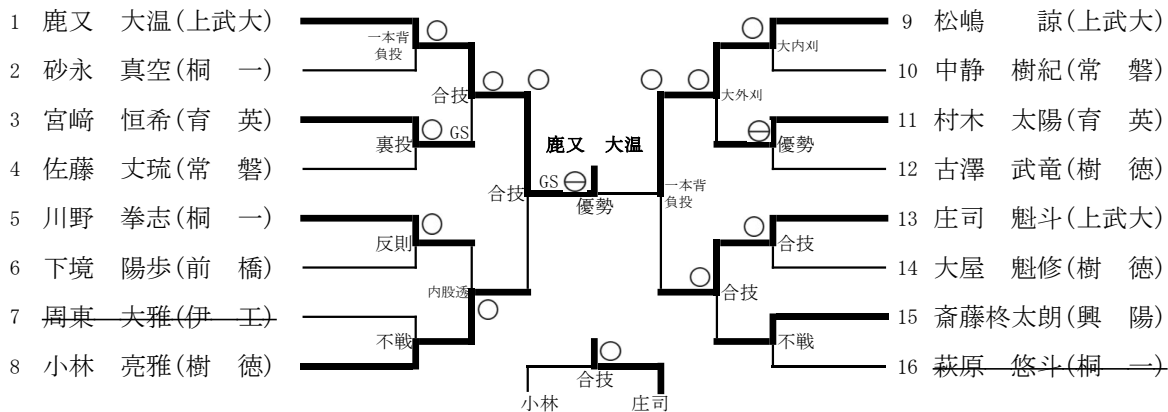 1 鹿又 大温(上武大)
2 砂永 真空(桐 一)
3 宮﨑 恒希(育 英)
4 佐藤 丈琉(常 磐)
5 川野 拳志(桐 一)
6 下境 陽歩(前 橋)
7 周東 大雅(伊 工)
8 小林 亮雅(樹 徳)
一本背
負投
合技
裏投
GS
反則
内股透
不戦
合技
鹿又 大温
GS
優勢
合技
小林
庄司
大内刈
大外刈
優勢
一本背
負投
合技
合技
不戦
9 松嶋 諒(上武大)
10 中静 樹紀(常 磐)
11 村木 太陽(育 英)
12 古澤 武竜(樹 徳)
13 庄司 魁斗(上武大)
14 大屋 魁修(樹 徳)
15 斎藤柊太朗(興 陽)
16 萩原 悠斗(桐 一)